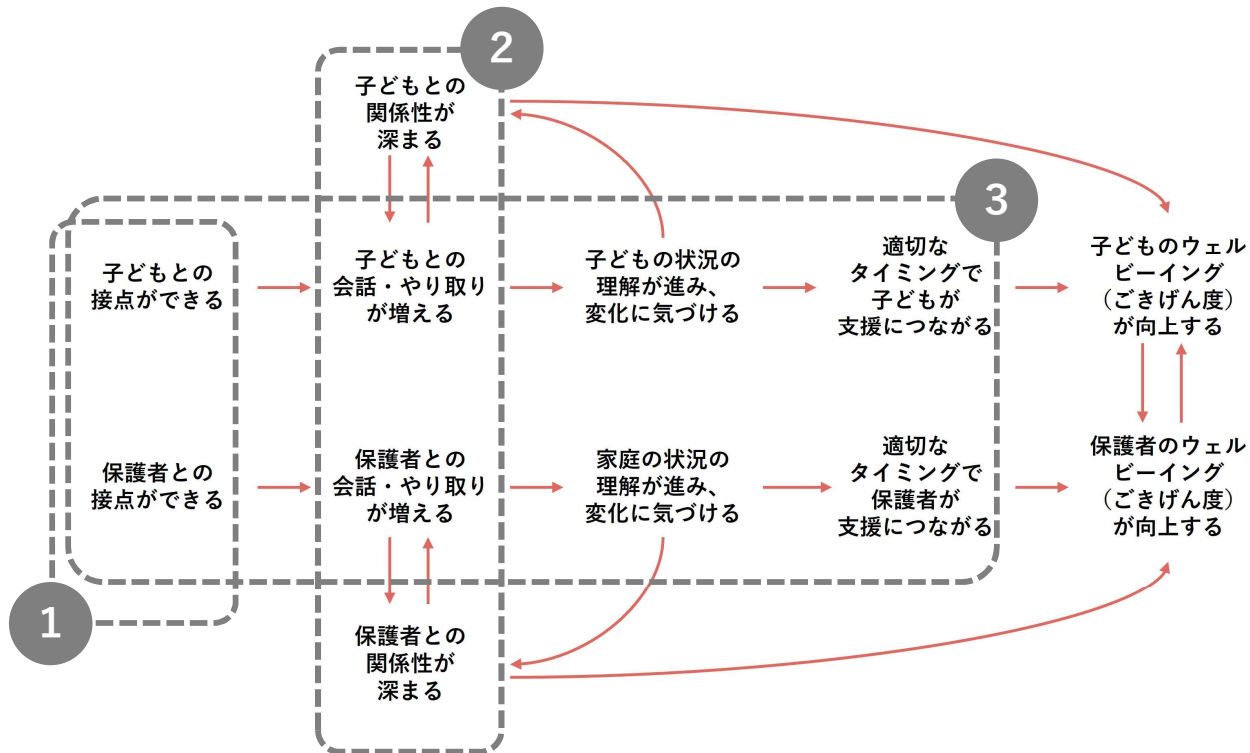 2
子どもとの
関係性が
深まる
3
子どもとの
接点ができる
子どもとの
会話・やり取り
が増える
子どもの状況の
理解が進み、
変化に気づける
適切な
タイミングで
子どもが
支援につながる
子どものウェル
ビーイング
（ごきげん度）
が向上する
保護者との
接点ができる
保護者との
会話・やり取り
が増える
家庭の状況の
理解が進み、
変化に気づける
適切な
タイミングで
保護者が
支援につながる
保護者のウェル
ビーイング
（ごきげん度）
が向上する
1
保護者との
関係性が
深まる